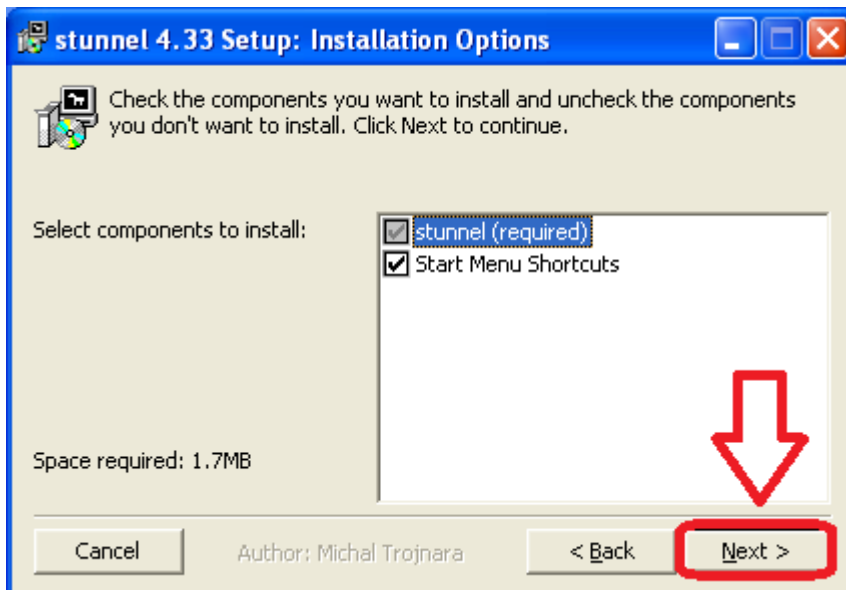 stunnel 4.33 Setup: Installation Options
Check the components you want to install and uncheck the components
you don't want to install. Click Next to continue.
Select components to install:
stunnel (required)
Start Menu Shortcuts
Space required: 1.7MB
Cancel
Author: Michal Trojnara
< Back
Next >